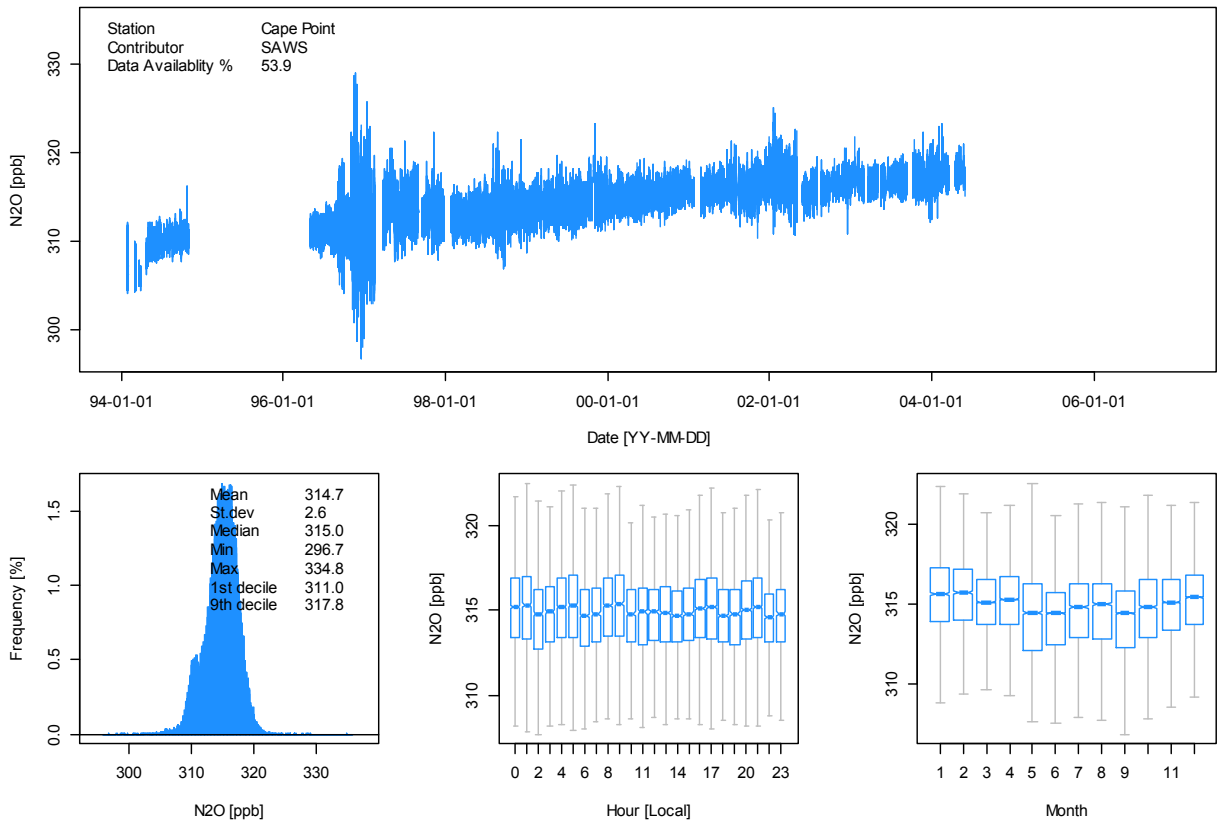 Station Cape Point
Contributor SAWS
Data Availablity % 53.9
N2O [ppb]
330
320
310
300
94-01-01 96-01-01 98-01-01 00-01-01 02-01-01 04-01-01 06-01-01
Date [YY-MM-DD]
Frequency [%]
1.5
1.0
0.5
0.0
Mean 314.7
St.dev 2.6
Median 315.0
Min 296.7
Max 334.8
1st decile 311.0
9th decile 317.8
300 310 320 330
N2O [ppb]
N2O [ppb]
320
315
310
0 2 4 6 8 11 14 17 20 23
Hour [Local]
N2O [ppb]
320
315
310
1 2 3 4 5 6 7 8 9 11
Month